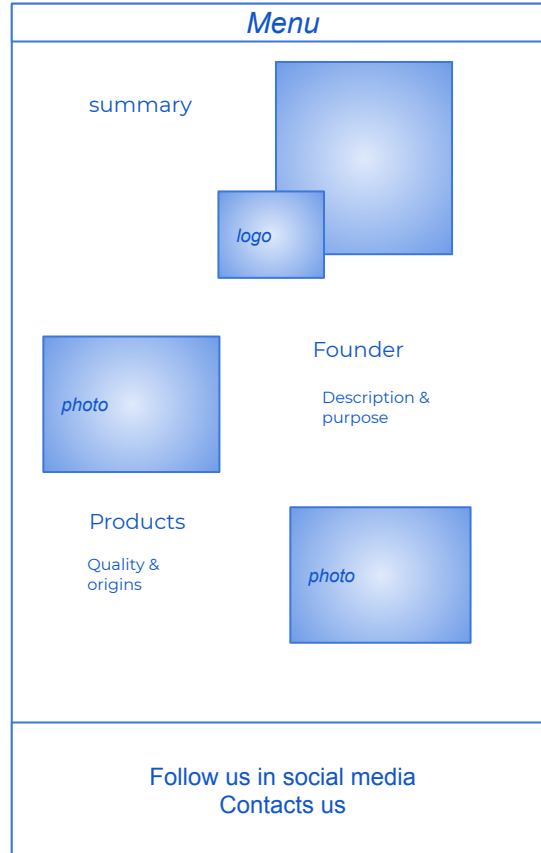 Menu
summary
logo
Founder
photo
Description &
purpose
Products
Quality &
origins
photo
Follow us in social media
Contacts us